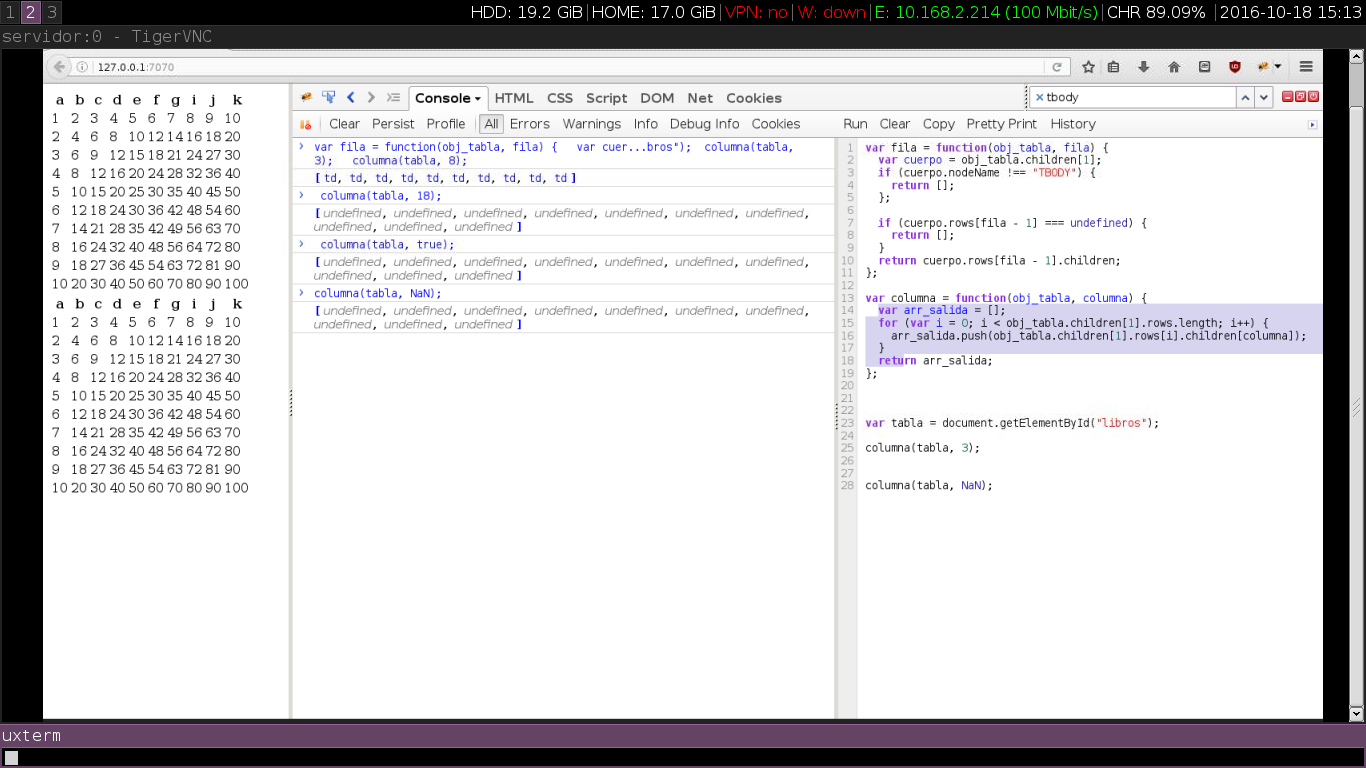 1 2 3 HDD: 19.2 GiB|HOME: 17.0 GiB|VPN: no|W: down|E: 10.168.2.214 (100 Mbit/s)|CHR 89.09% |2016-10-18 15:13
servidor:0 - TigerVNC
127.0.0.1:7070
Console HTML CSS Script DOM Net Cookies
tbody
Clear Persist Profile All Errors Warnings Info Debug Info Cookies
Run Clear Copy Pretty Print History
a b c d e f g i j k
1 2 3 4 5 6 7 8 9 10
2 4 6 8 10 12 14 16 18 20
3 6 9 12 15 18 21 24 27 30
4 8 12 16 20 24 28 32 36 40
5 10 15 20 25 30 35 40 45 50
6 12 18 24 30 36 42 48 54 60
7 14 21 28 35 42 49 56 63 70
8 16 24 32 40 48 56 64 72 80
9 18 27 36 45 54 63 72 81 90
10 20 30 40 50 60 70 80 90 100
a b c d e f g i j k
1 2 3 4 5 6 7 8 9 10
2 4 6 8 10 12 14 16 18 20
3 6 9 12 15 18 21 24 27 30
4 8 12 16 20 24 28 32 36 40
5 10 15 20 25 30 35 40 45 50
6 12 18 24 30 36 42 48 54 60
7 14 21 28 35 42 49 56 63 70
8 16 24 32 40 48 56 64 72 80
9 18 27 36 45 54 63 72 81 90
10 20 30 40 50 60 70 80 90 100
var fila = function(obj_tabla, fila) {   var cuer...bros");  columna(tabla,
3);   columna(tabla, 8);
[ td, td, td, td, td, td, td, td, td, td ]
columna(tabla, 18);
[ undefined, undefined, undefined, undefined, undefined, undefined, undefined,
undefined, undefined, undefined ]
columna(tabla, true);
[ undefined, undefined, undefined, undefined, undefined, undefined, undefined,
undefined, undefined, undefined ]
columna(tabla, NaN);
[ undefined, undefined, undefined, undefined, undefined, undefined, undefined,
undefined, undefined, undefined ]
1 var fila = function(obj_tabla, fila) {
2   var cuerpo = obj_tabla.children[1];
3   if (cuerpo.nodeName !== "TBODY") {
4     return [];
5   };
6
7   if (cuerpo.rows[fila - 1] === undefined) {
8     return [];
9   }
10   return cuerpo.rows[fila - 1].children;
11 };
12
13 var columna = function(obj_tabla, columna) {
14   var arr_salida = [];
15   for (var i = 0; i < obj_tabla.children[1].rows.length; i++) {
16     arr_salida.push(obj_tabla.children[1].rows[i].children[columna]);
17   }
18   return arr_salida;
19 };
20
21
22
23 var tabla = document.getElementById("libros");
24
25 columna(tabla, 3);
26
27
28 columna(tabla, NaN);
uxterm